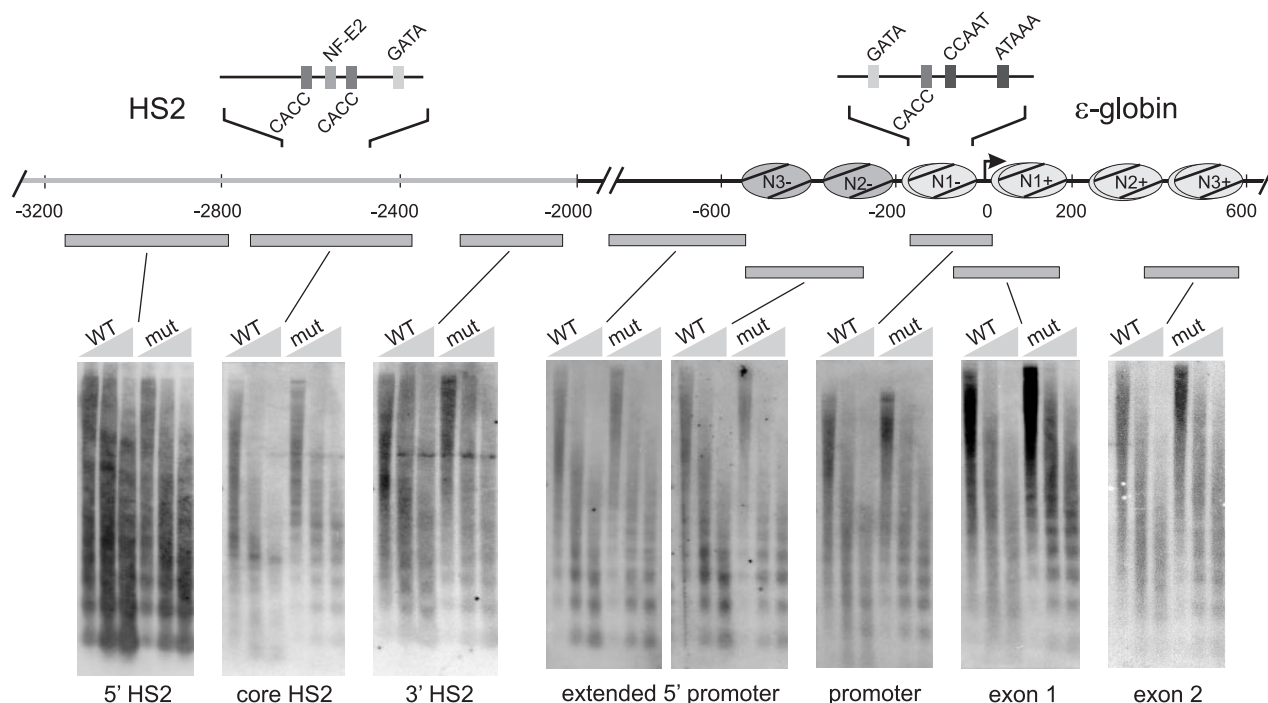 NF-E2 GATA GATA CCAAT ATAAA
HS2 CACC CACC CACC ε-globin
N3- N2- N1- N1+ N2+ N3+
-3200 -2800 -2400 -2000 -600 -200 0 200 600
WT mut WT mut WT mut WT mut WT mut WT mut WT mut WT mut
5' HS2 core HS2 3' HS2 extended 5' promoter promoter exon 1 exon 2